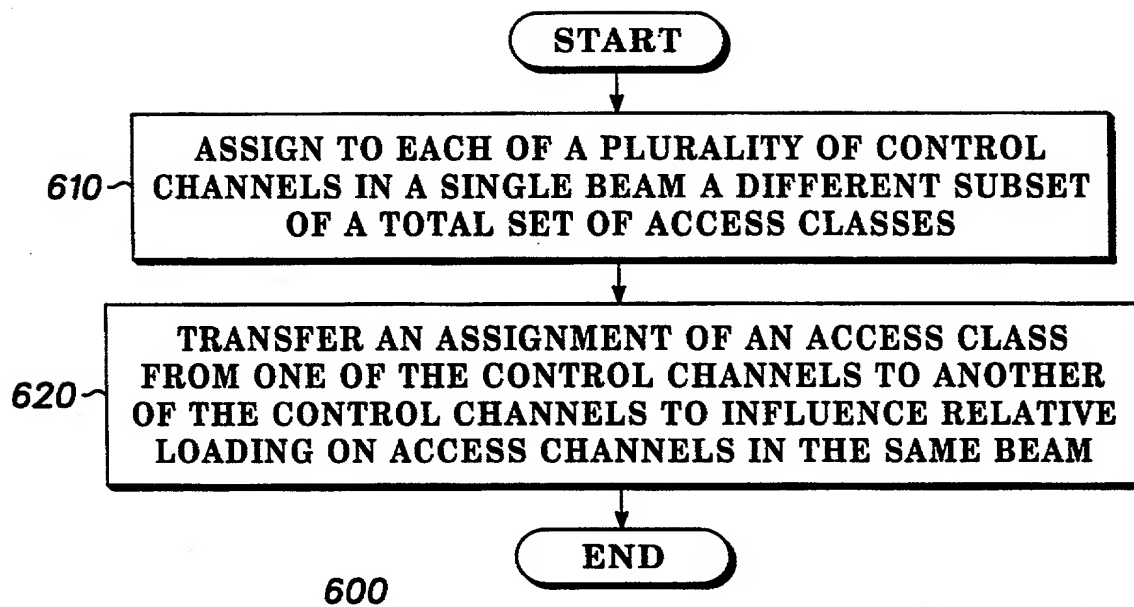 START
610
ASSIGN TO EACH OF A PLURALITY OF CONTROL
CHANNELS IN A SINGLE BEAM A DIFFERENT SUBSET
OF A TOTAL SET OF ACCESS CLASSES
620
TRANSFER AN ASSIGNMENT OF AN ACCESS CLASS
FROM ONE OF THE CONTROL CHANNELS TO ANOTHER
OF THE CONTROL CHANNELS TO INFLUENCE RELATIVE
LOADING ON ACCESS CHANNELS IN THE SAME BEAM
END
600